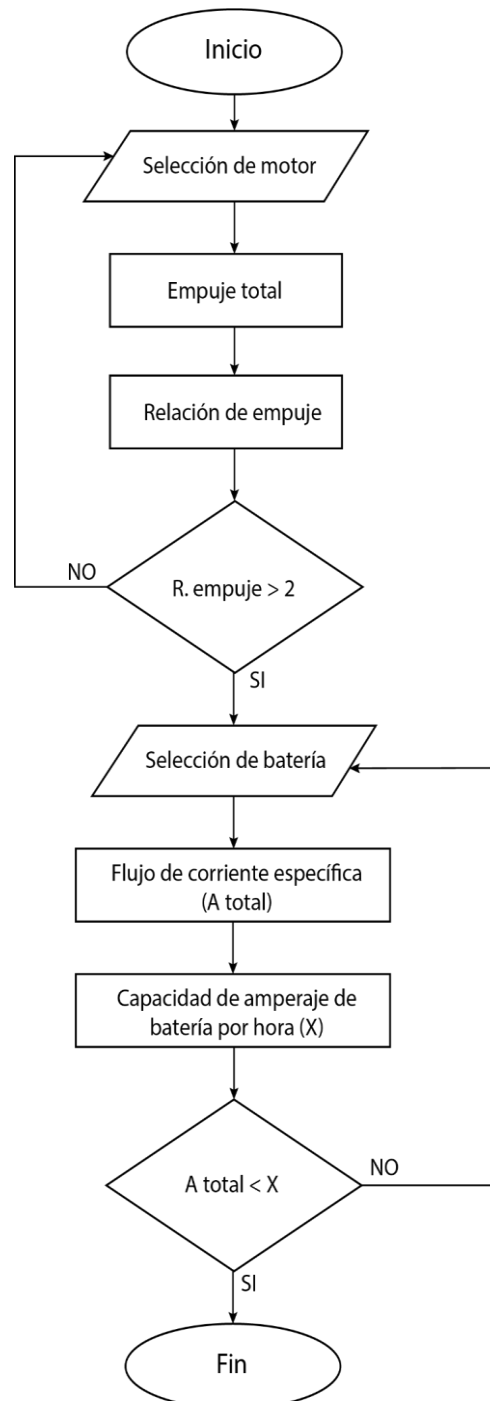 Inicio
Selección de motor
Empuje total
Relación de empuje
R. empuje > 2
NO
SI
Selección de batería
Flujo de corriente específica
(A total)
Capacidad de amperaje de
batería por hora (X)
A total < X
NO
SI
Fin